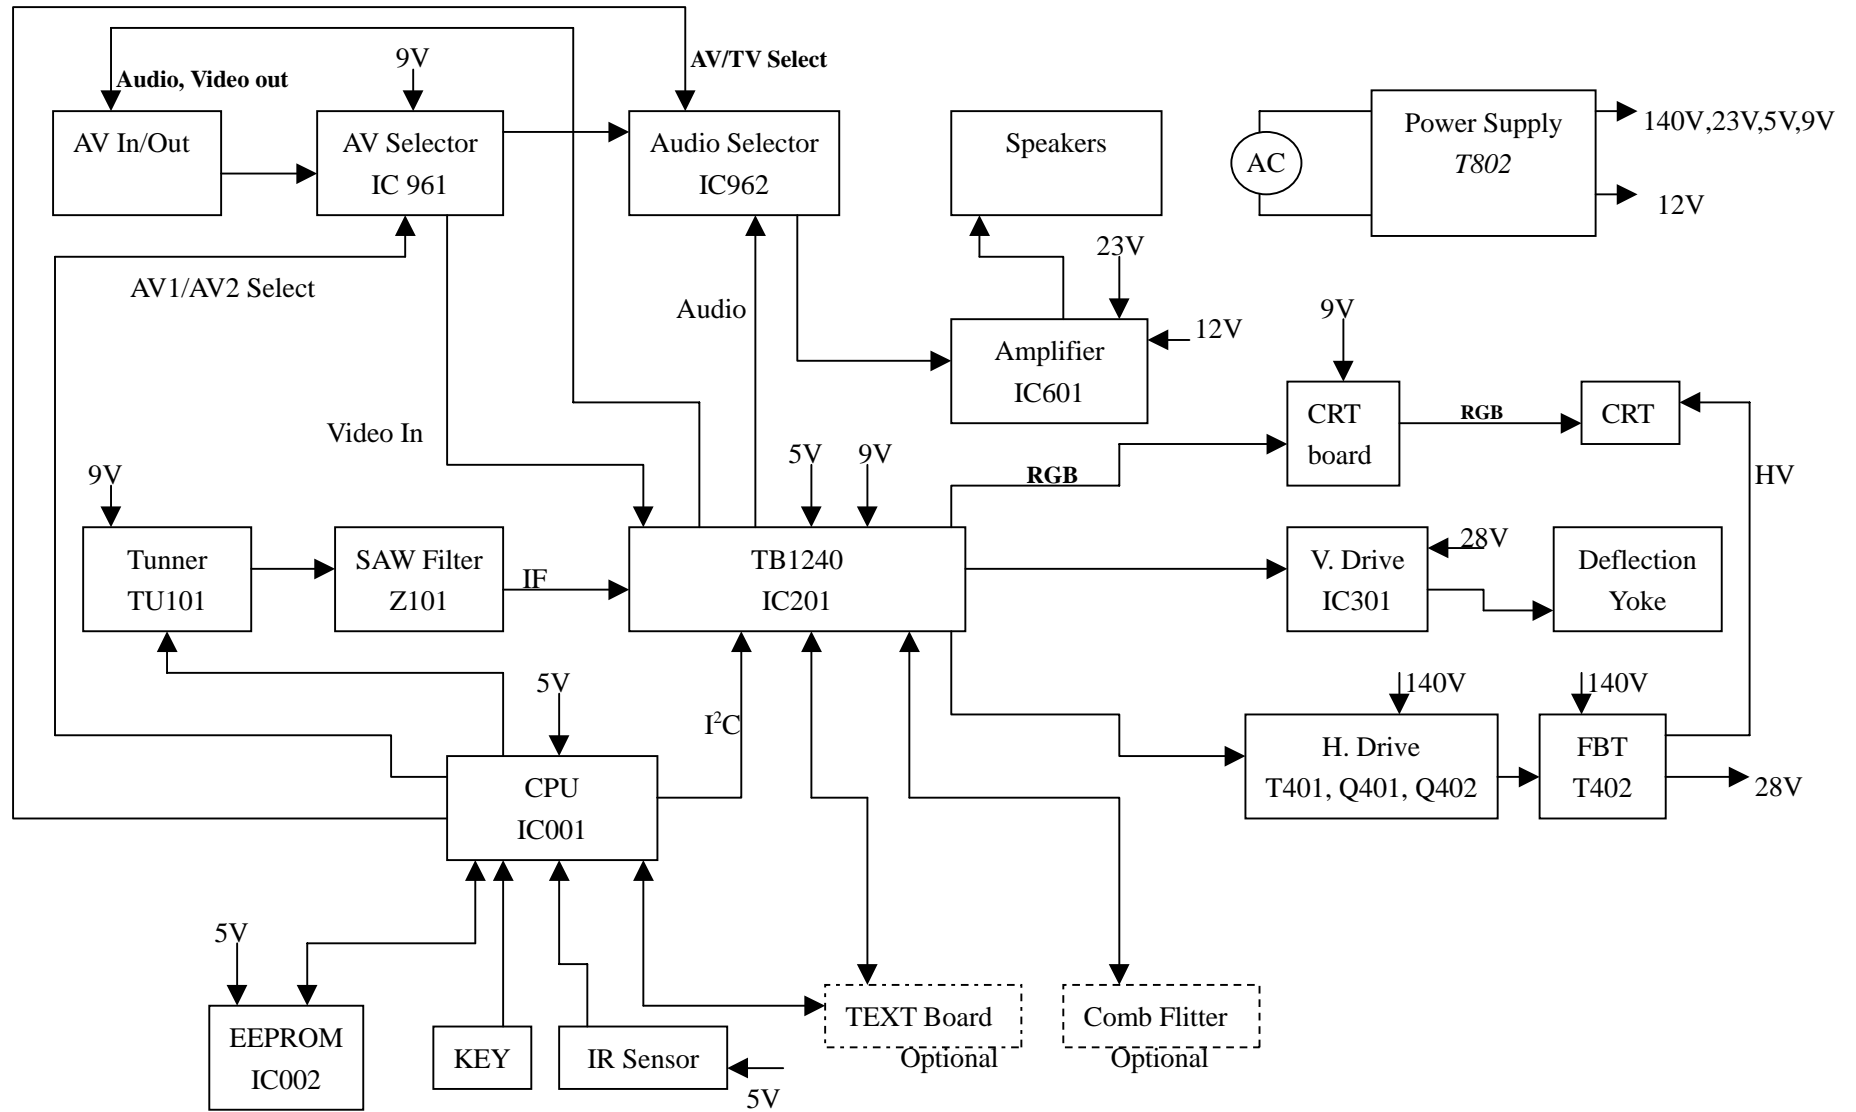 AV/TV Select
9V
Audio, Video out
AV In/Out
AV Selector
IC 961
Audio Selector
IC962
Speakers
AC
Power Supply
T802
140V,23V,5V,9V
12V
AV1/AV2 Select
Audio
23V
12V
Amplifier
IC601
9V
CRT
board
RGB
CRT
HV
Video In
9V
5V
9V
RGB
Tunner
TU101
SAW Filter
Z101
IF
TB1240
IC201
V. Drive
IC301
28V
Deflection
Yoke
5V
I²C
140V
140V
H. Drive
T401, Q401, Q402
FBT
T402
28V
CPU
IC001
5V
EEPROM
IC002
KEY
IR Sensor
5V
TEXT Board
Optional
Comb Flitter
Optional